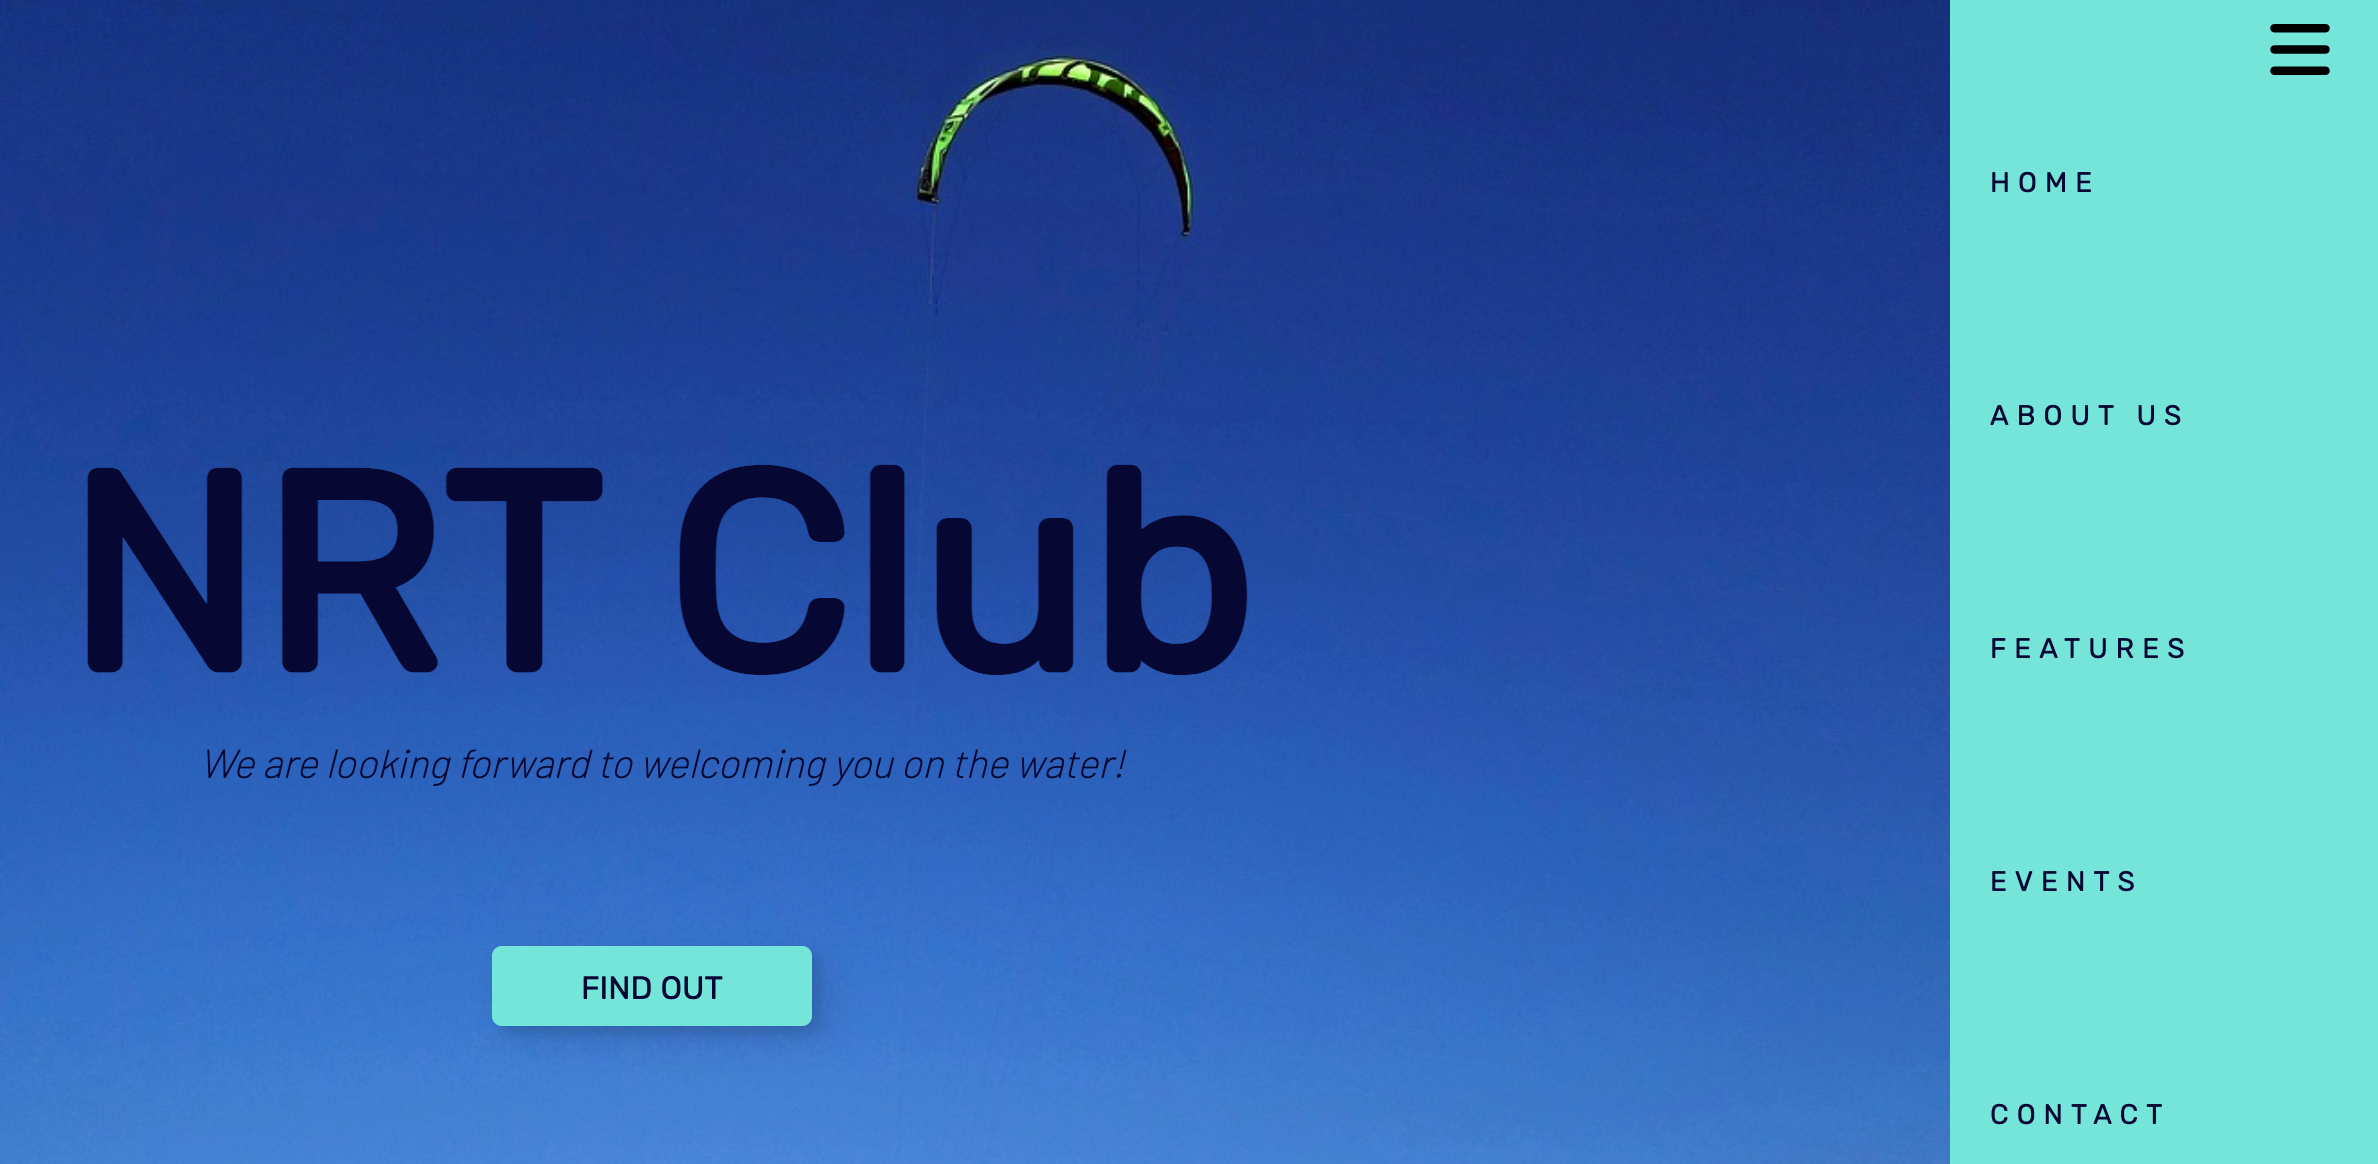 NRT Club
We are looking forward to welcoming you on the water!
FIND OUT
HOME
ABOUT US
FEATURES
EVENTS
CONTACT